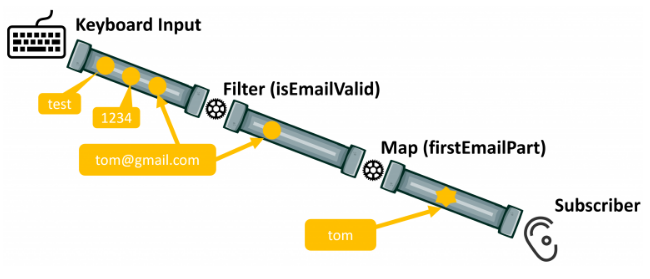 Keyboard Input
Filter (isEmailValid)
test
1234
Map (firstEmailPart)
tom@gmail.com
Subscriber
tom